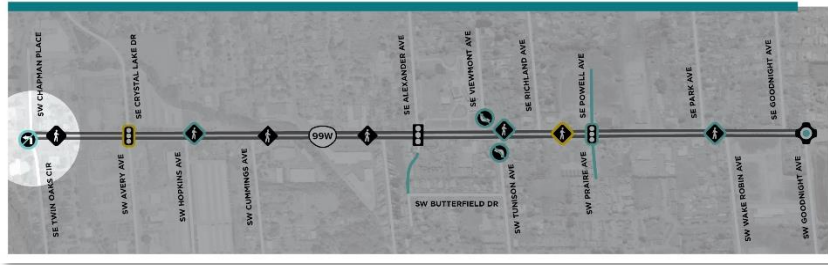 SW CHAPMAN PLACE
SE TWIN OAKS CIR
SE CRYSTAL LAKE DR
SW AVERY AVE
SW HOPKINS AVE
SW CUMMINGS AVE
99W
SE ALEXANDER AVE
SW BUTTERFIELD DR
SE VIEWMONT AVE
SW TUNISON AVE
SE RICHLAND AVE
SE POWELL AVE
SW PRAIRE AVE
SE PARK AVE
SW WAKE ROBIN AVE
SE GOODNIGHT AVE
SW GOODNIGHT AVE